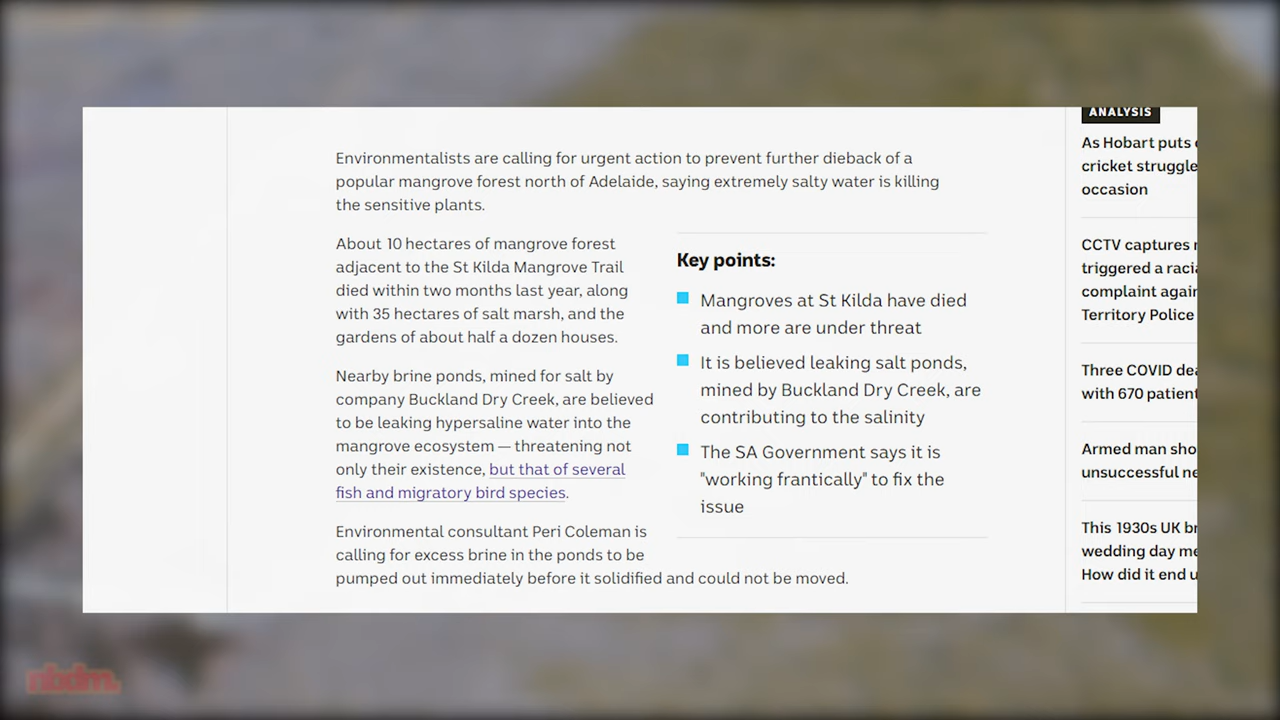 Environmentalists are calling for urgent action to prevent further dieback of a
popular mangrove forest north of Adelaide, saying extremely salty water is killing
the sensitive plants.
About 10 hectares of mangrove forest
adjacent to the St Kilda Mangrove Trail
died within two months last year, along
with 35 hectares of salt marsh, and the
gardens of about half a dozen houses.
Nearby brine ponds, mined for salt by
company Buckland Dry Creek, are believed
to be leaking hypersaline water into the
mangrove ecosystem — threatening not
only their existence, but that of several
fish and migratory bird species.
Environmental consultant Peri Coleman is
calling for excess brine in the ponds to be
pumped out immediately before it solidified and could not be moved.
Key points:
Mangroves at St Kilda have died
and more are under threat
It is believed leaking salt ponds,
mined by Buckland Dry Creek, are
contributing to the salinity
The SA Government says it is
"working frantically" to fix the
issue
ANALYSIS
As Hobart puts
cricket struggle
occasion
CCTV captures
triggered a
complaint
Territory Police
Three COVID
with 670 patient
Armed man
unsuccessful
This 1930s UK
wedding day
How did it end
nbdm.